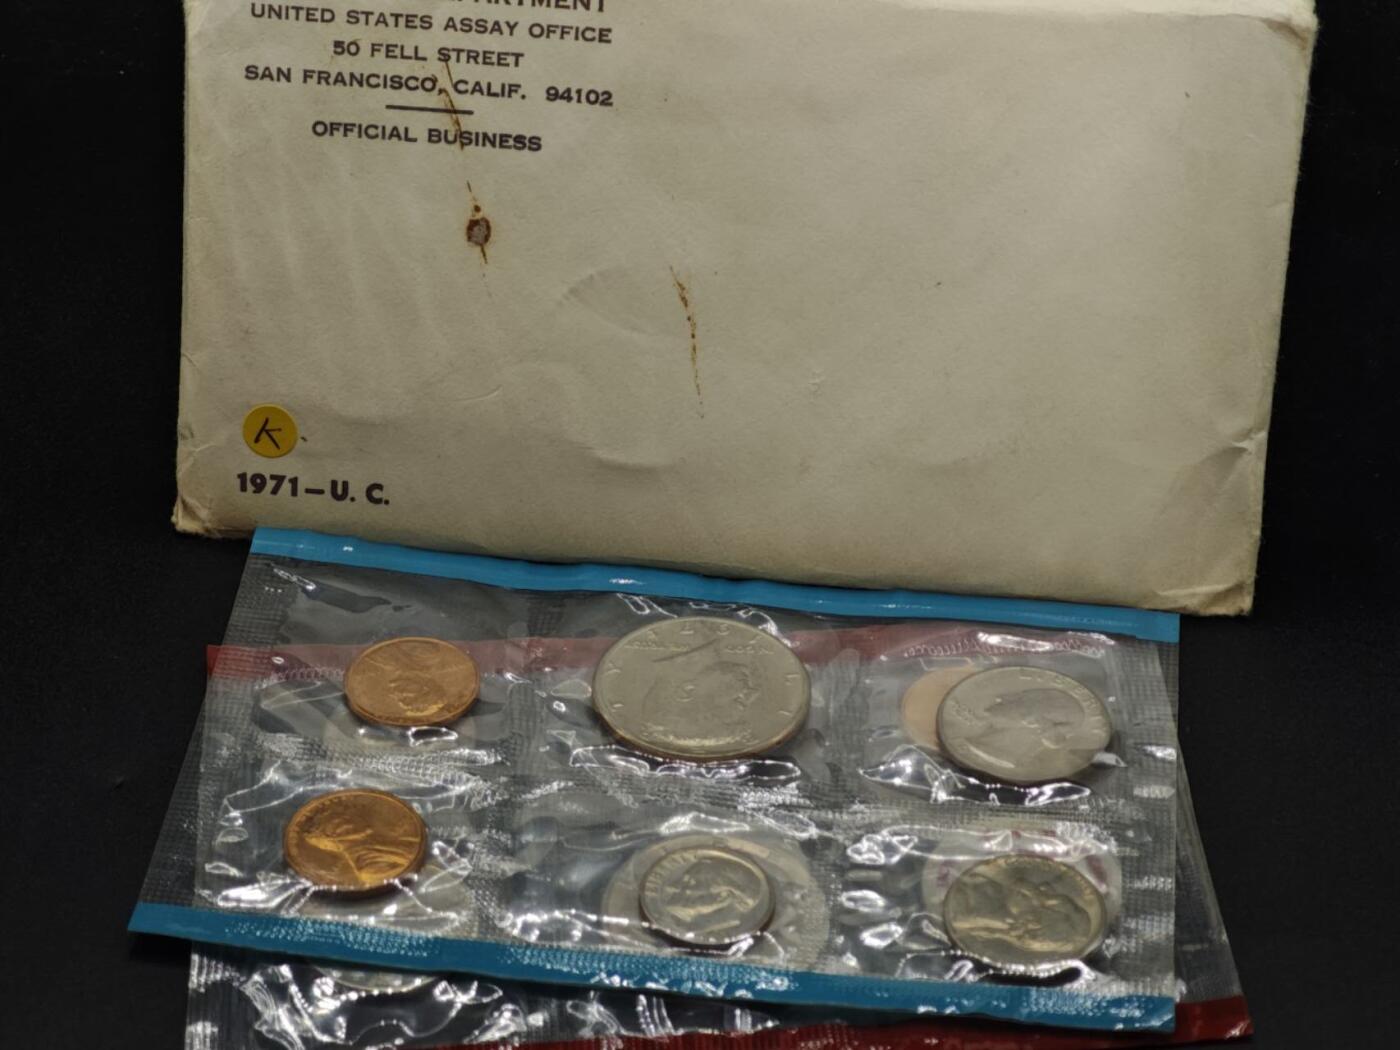 UNITED STATES ASSAY OFFICE
50 FELL STREET
SAN FRANCISCO, CALIF. 94102
OFFICIAL BUSINESS
K
1971-U. C.